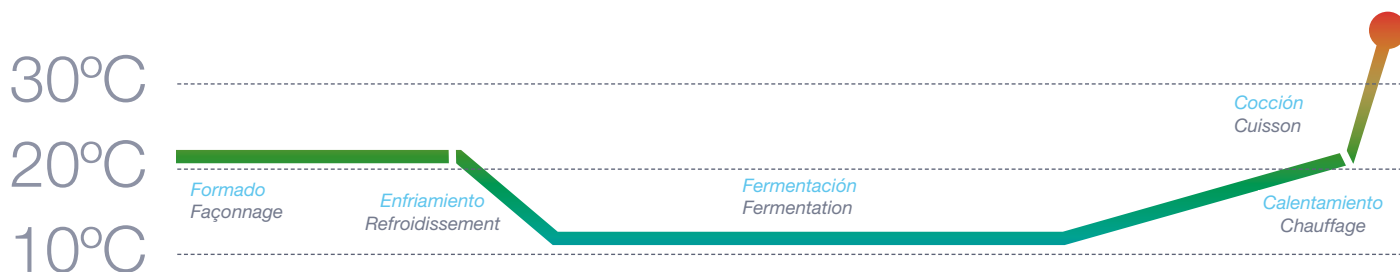 30ºC
Cocción
Cuisson
20ºC
Formado
Façonnage
Enfriamiento
Refroidissement
Fermentación
Fermentation
Calentamiento
Chauffage
10ºC